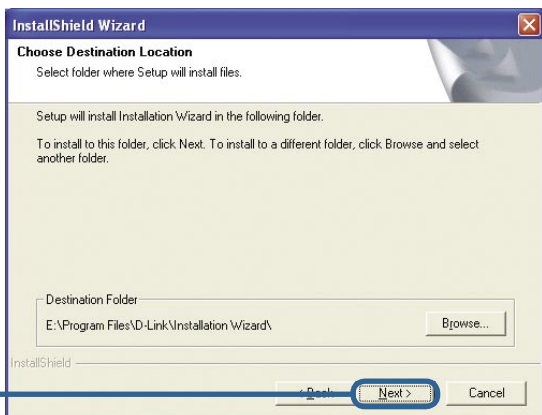 InstallShield Wizard
Choose Destination Location
Select folder where Setup will install files.
Setup will install Installation Wizard in the following folder.
To install to this folder, click Next. To install to a different folder, click Browse and select
another folder.
Destination Folder
E:\Program Files\D-Link\Installation Wizard\
Browse...
InstallShield
< Back
Next >
Cancel